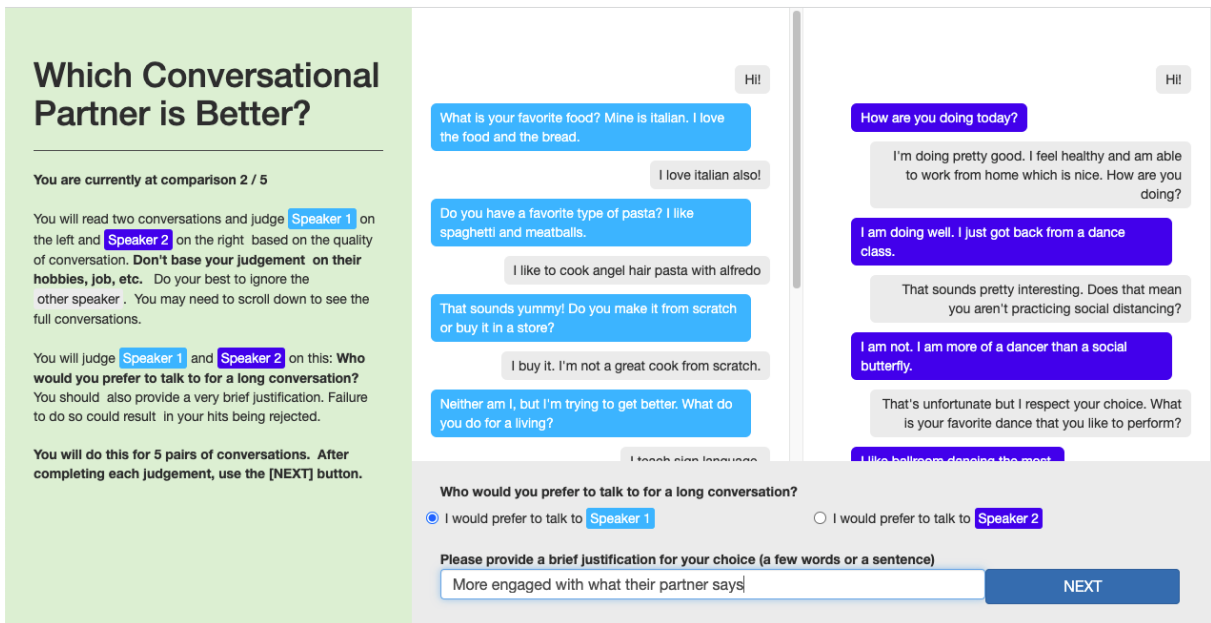 Which Conversational
Partner is Better?
You are currently at comparison 2 / 5
You will read two conversations and judge Speaker 1 on
the left and Speaker 2 on the right based on the quality
of conversation. Don't base your judgement on their
hobbies, job, etc. Do your best to ignore the
other speaker. You may need to scroll down to see the
full conversations.
You will judge Speaker 1 and Speaker 2 on this: Who
would you prefer to talk to for a long conversation?
You should also provide a very brief justification. Failure
to do so could result in your hits being rejected.
You will do this for 5 pairs of conversations. After
completing each judgement, use the [NEXT] button.
Hi!
What is your favorite food? Mine is italian. I love
the food and the bread.
I love italian also!
Do you have a favorite type of pasta? I like
spaghetti and meatballs.
I like to cook angel hair pasta with alfredo
That sounds yummy! Do you make it from scratch
or buy it in a store?
I buy it. I'm not a great cook from scratch.
Neither am I, but I'm trying to get better. What do
you do for a living?
I teach sign language.
Hi!
How are you doing today?
I'm doing pretty good. I feel healthy and am able
to work from home which is nice. How are you
doing?
I am doing well. I just got back from a dance
class.
That sounds pretty interesting. Does that mean
you aren't practicing social distancing?
I am not. I am more of a dancer than a social
butterfly.
That's unfortunate but I respect your choice. What
is your favorite dance that you like to perform?
I like ballroom dancing the most.
Who would you prefer to talk to for a long conversation?
I would prefer to talk to Speaker 1
I would prefer to talk to Speaker 2
Please provide a brief justification for your choice (a few words or a sentence)
More engaged with what their partner says
NEXT